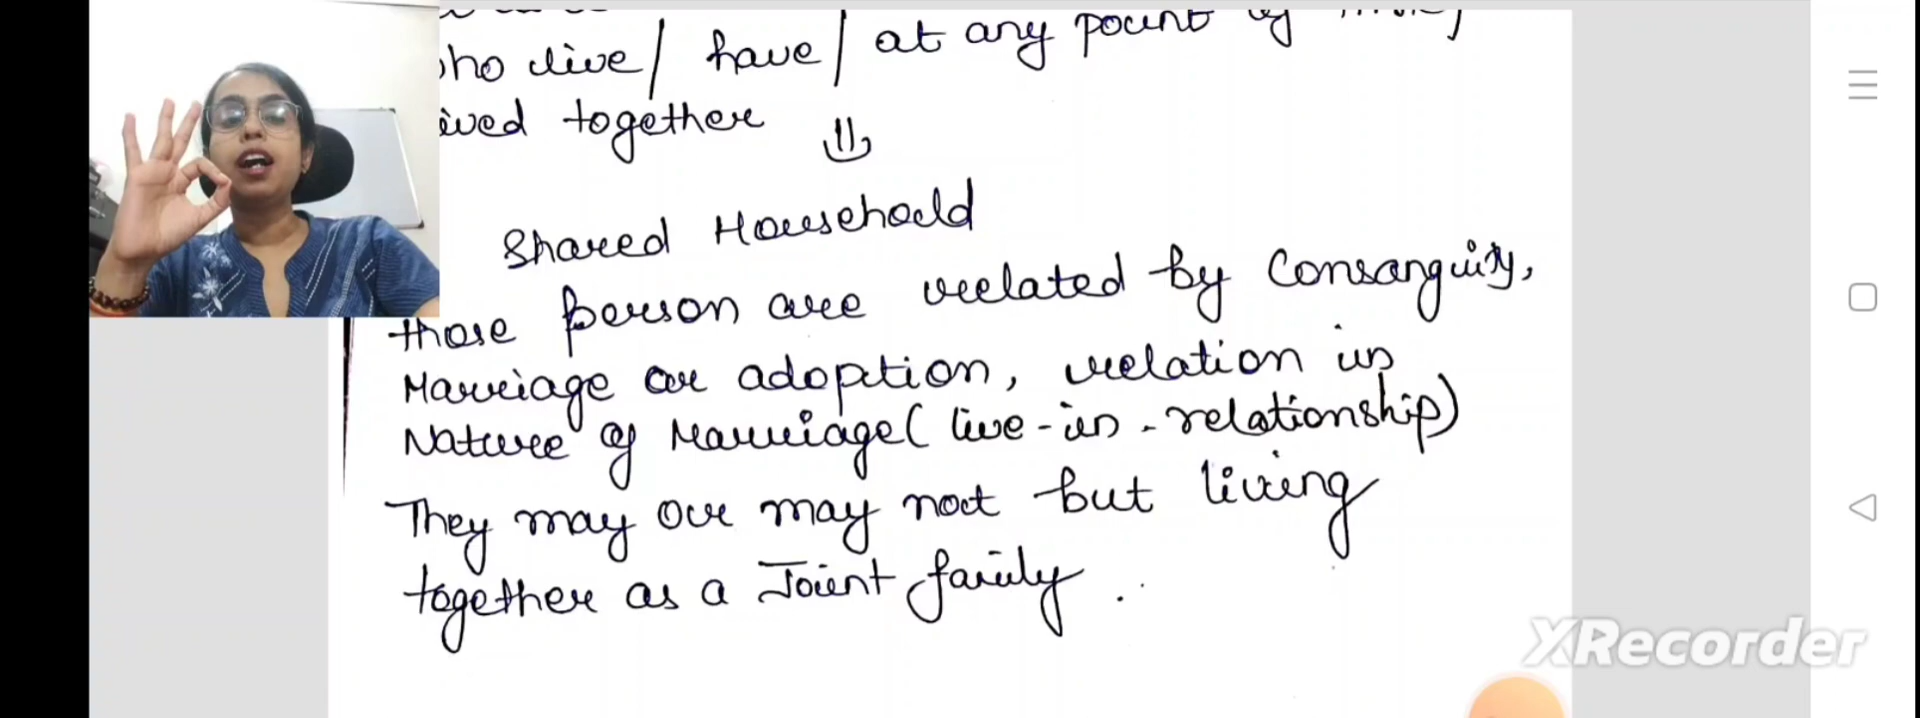 who live/ have/ at any point of time,
lived together
Shared Household
those person are related by Consanguity,
Marriage or adoption, relation in
Nature of Marriage (live-in-relationship)
They may or may not but living
together as a Joint family.
XRecorder